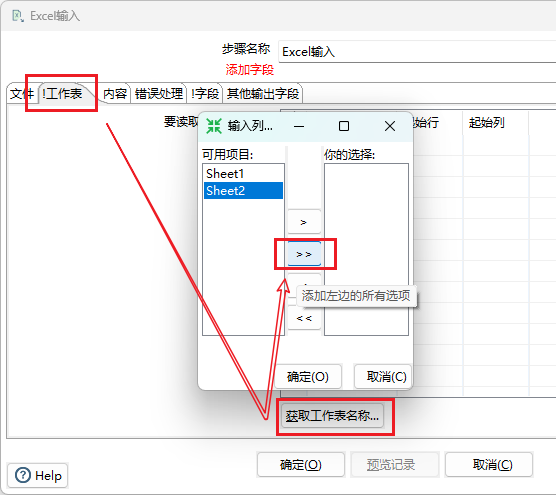 Excel输入
步骤名称 Excel输入
添加字段
文件 !工作表 内容 错误处理 !字段 其他输出字段
要读取 始行 起始列
输入列...
可用项目: 你的选择:
Sheet1
Sheet2
>
>>
添加左边的所有选项
<<
确定(O) 取消(C)
获取工作表名称...
Help 确定(O) 预览记录 取消(C)